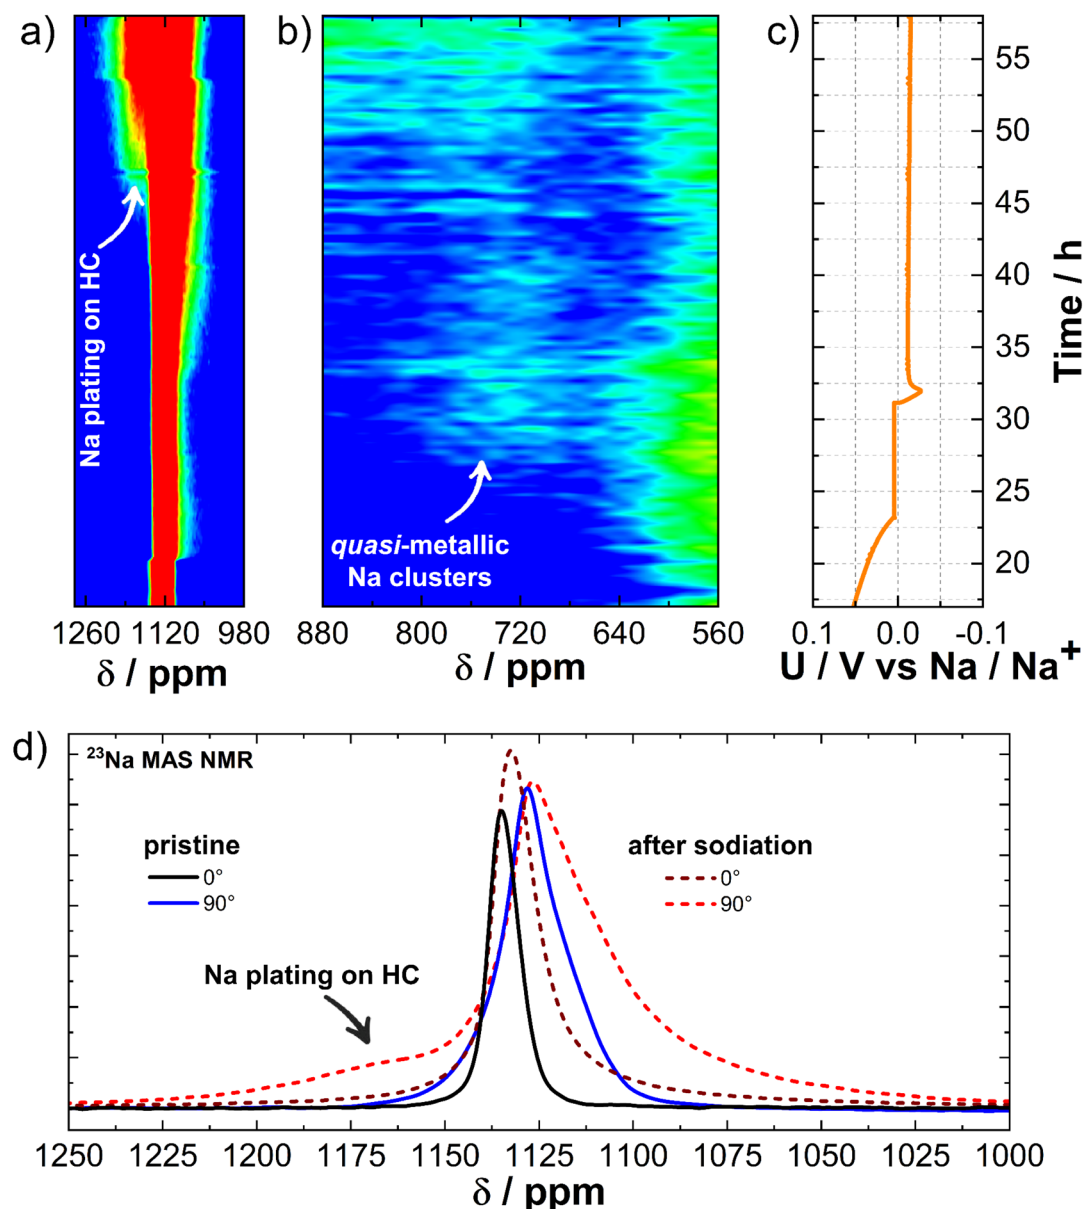 a)
b)
c)
Na plating on HC
quasi-metallic
Na clusters
55
50
45
40
35
30
25
20
Time / h
1260 1120 980
δ / ppm
880 800 720 640 560
δ / ppm
0.1 0.0 -0.1
U / V vs Na / Na⁺
d)
²³Na MAS NMR
pristine
0°
90°
after sodiation
0°
90°
Na plating on HC
1250 1225 1200 1175 1150 1125 1100 1075 1050 1025 1000
δ / ppm